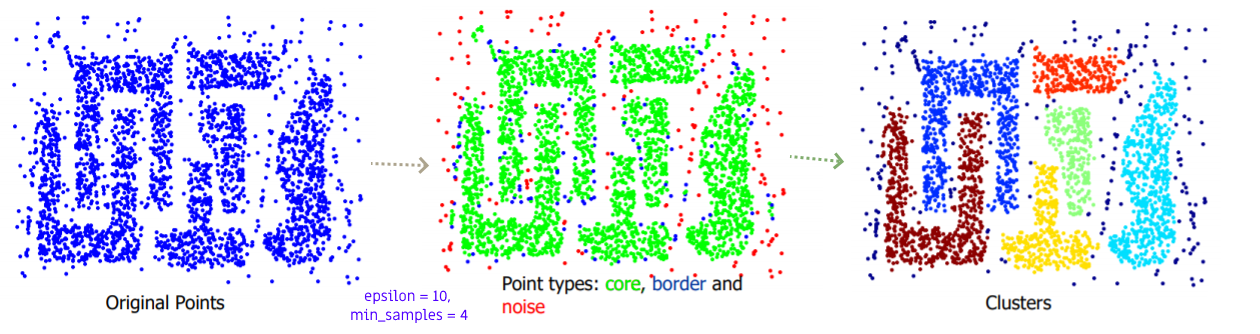 Original Points
epsilon = 10,
min_samples = 4
Point types: core, border and
noise
Clusters